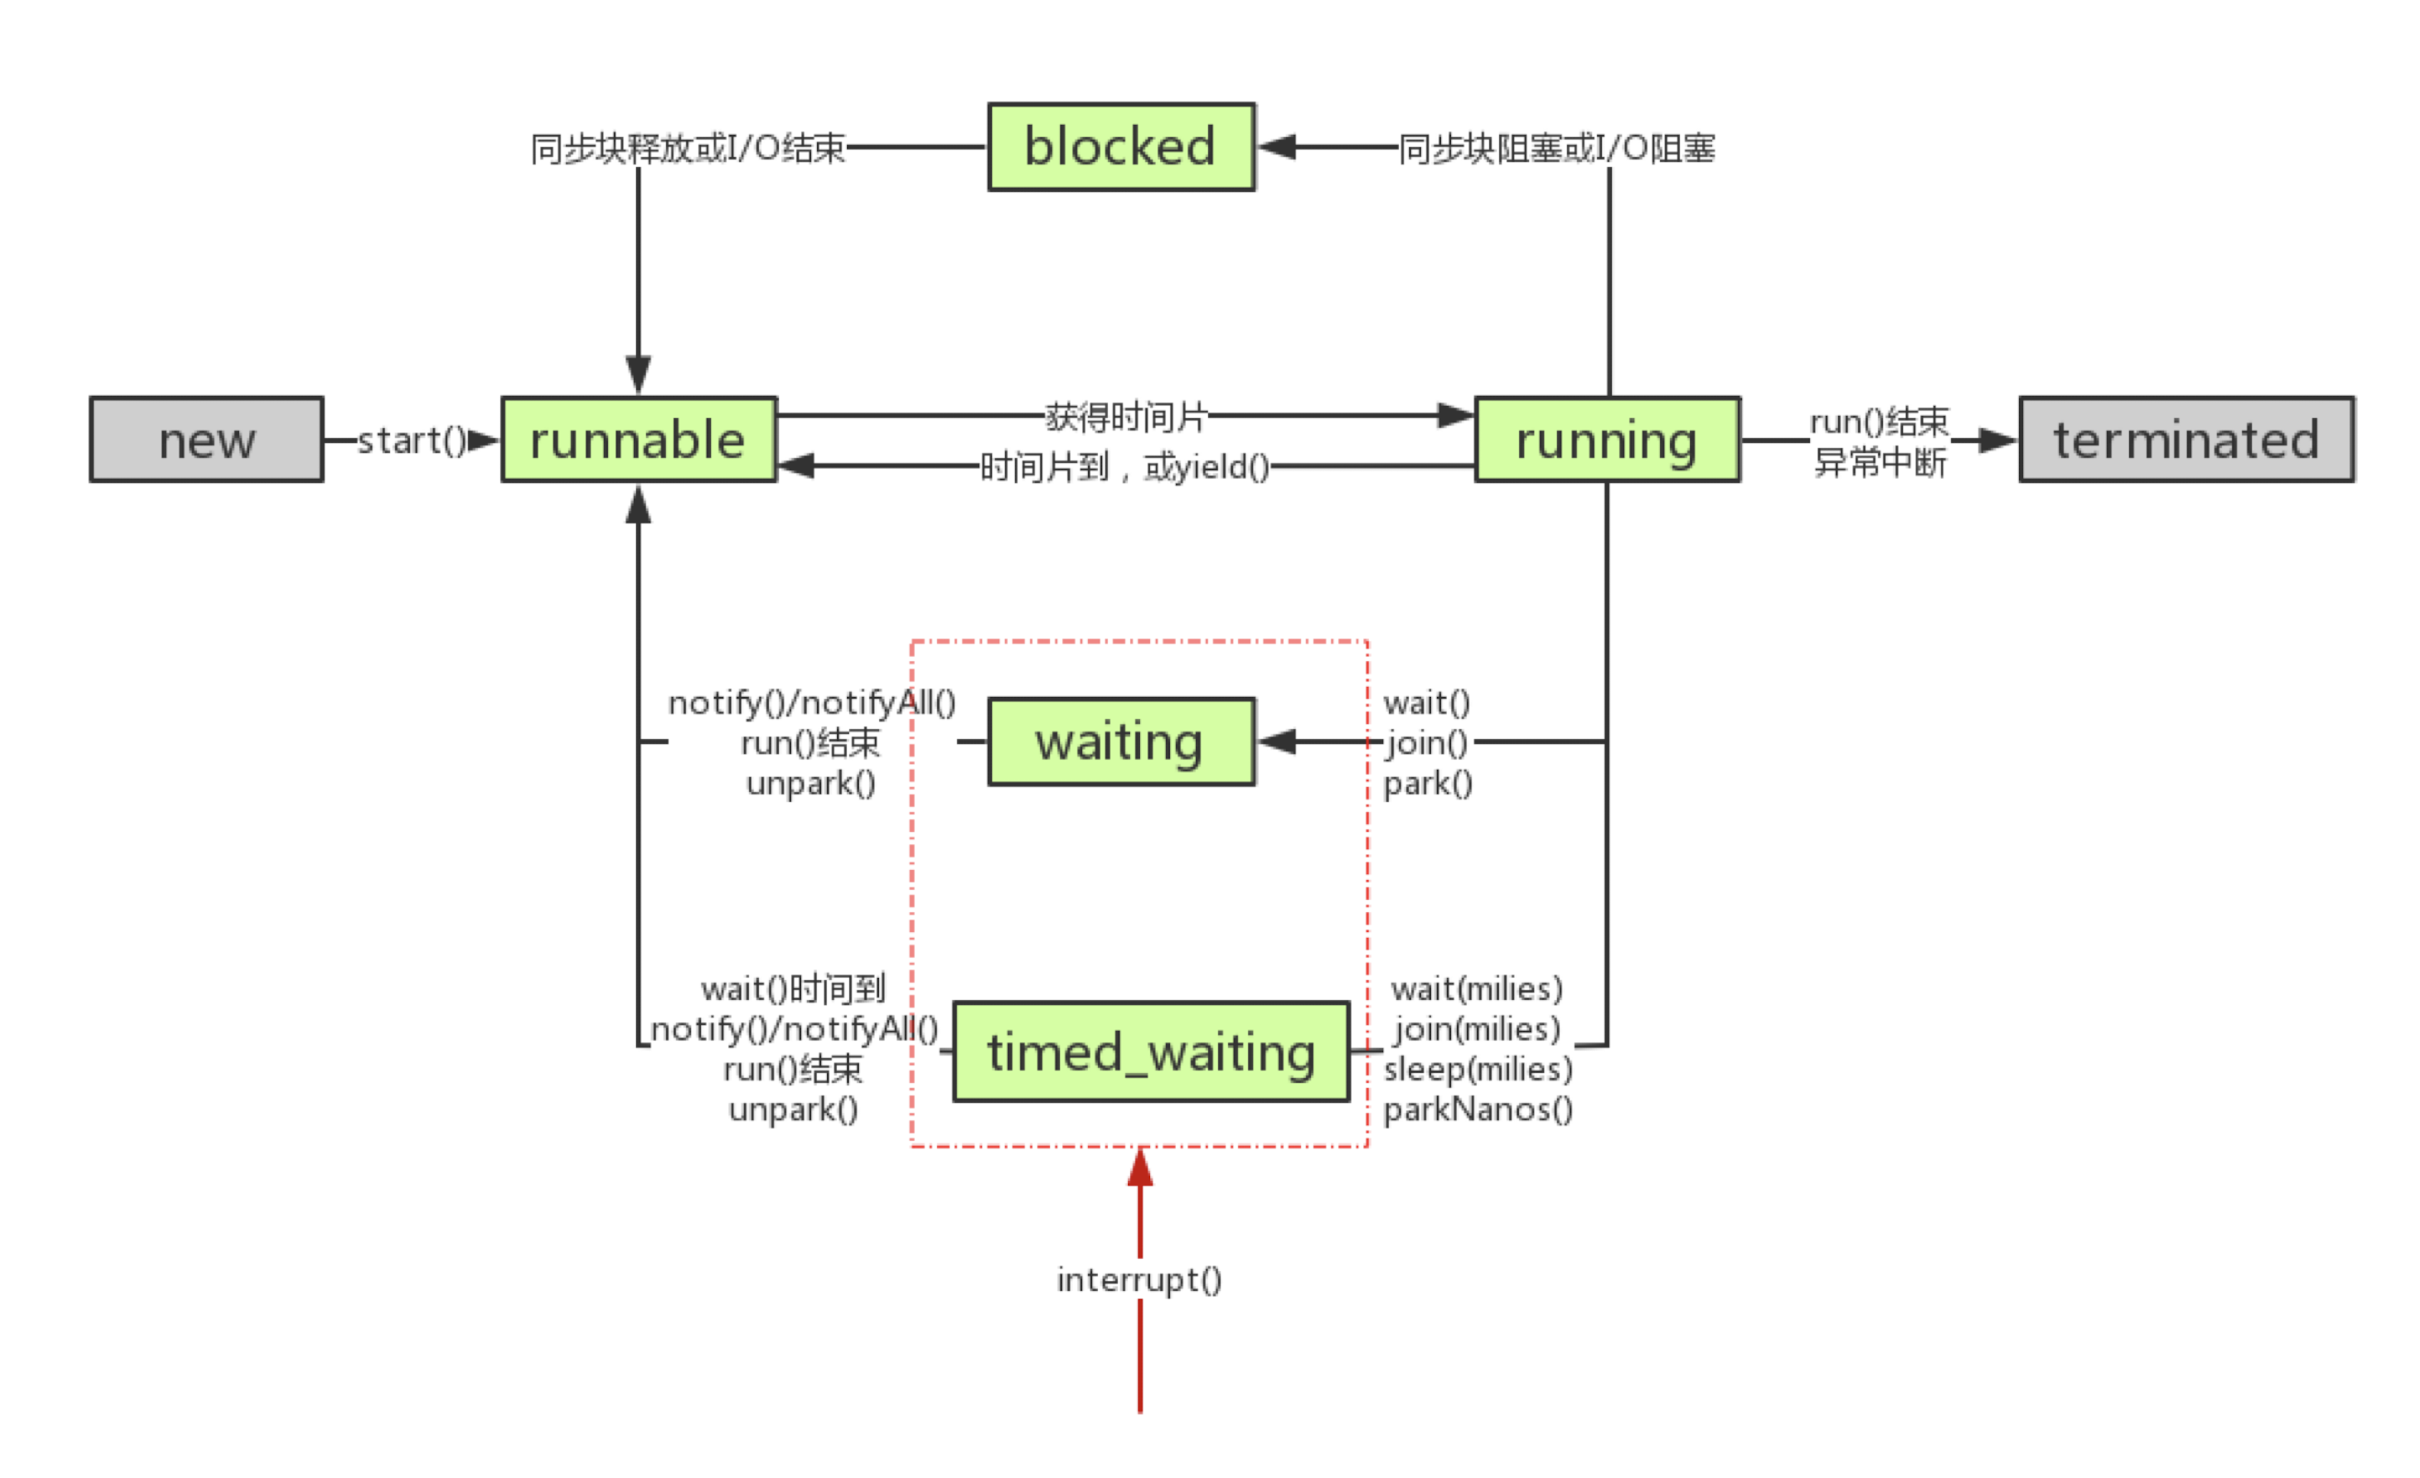 blocked
同步块释放或I/O结束
同步块阻塞或I/O阻塞
new
start()
runnable
获得时间片
时间片到，或yield()
running
run()结束
异常中断
terminated
notify()/notifyAll()
run()结束
unpark()
waiting
wait()
join()
park()
wait()时间到
notify()/notifyAll()
run()结束
unpark()
timed_waiting
wait(milies)
join(milies)
sleep(milies)
parkNanos()
interrupt()